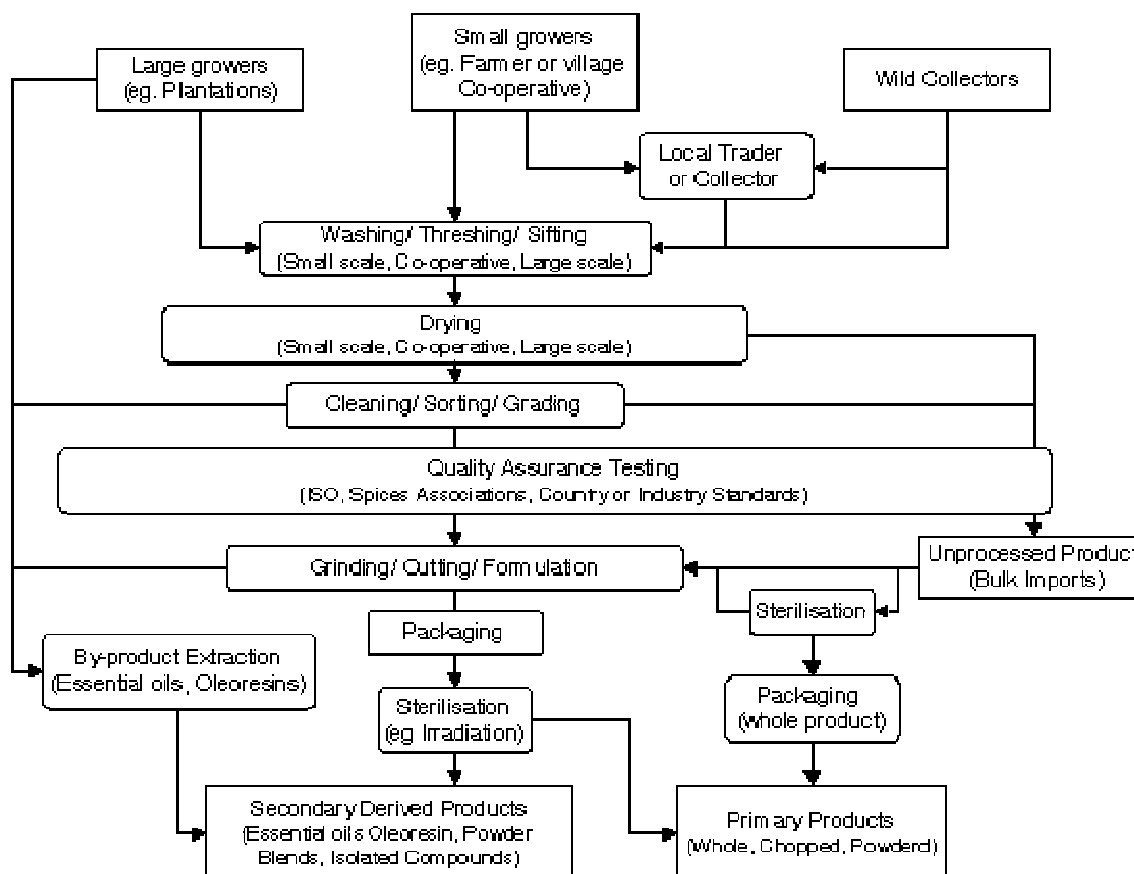 Large growers
(eg. Plantations)
Small growers
(eg. Farmer or village
Co-operative)
Wild Collectors
Local Trader
or Collector
Washing/ Threshing/ Sifting
(Small scale, Co-operative, Large scale)
Drying
(Small scale, Co-operative, Large scale)
Cleaning/ Sorting/ Grading
Quality Assurance Testing
(ISO, Spices Associations, Country or Industry Standards)
Grinding/ Cutting/ Formulation
Unprocessed Product
(Bulk Imports)
Sterilisation
Packaging
By-product Extraction
(Essential oils, Oleoresins)
Sterilisation
(eg Irradiation)
Packaging
(whole product)
Secondary Derived Products
(Essential oils Oleoresin, Powder
Blends, Isolated Compounds)
Primary Products
(Whole, Chopped, Powderd)